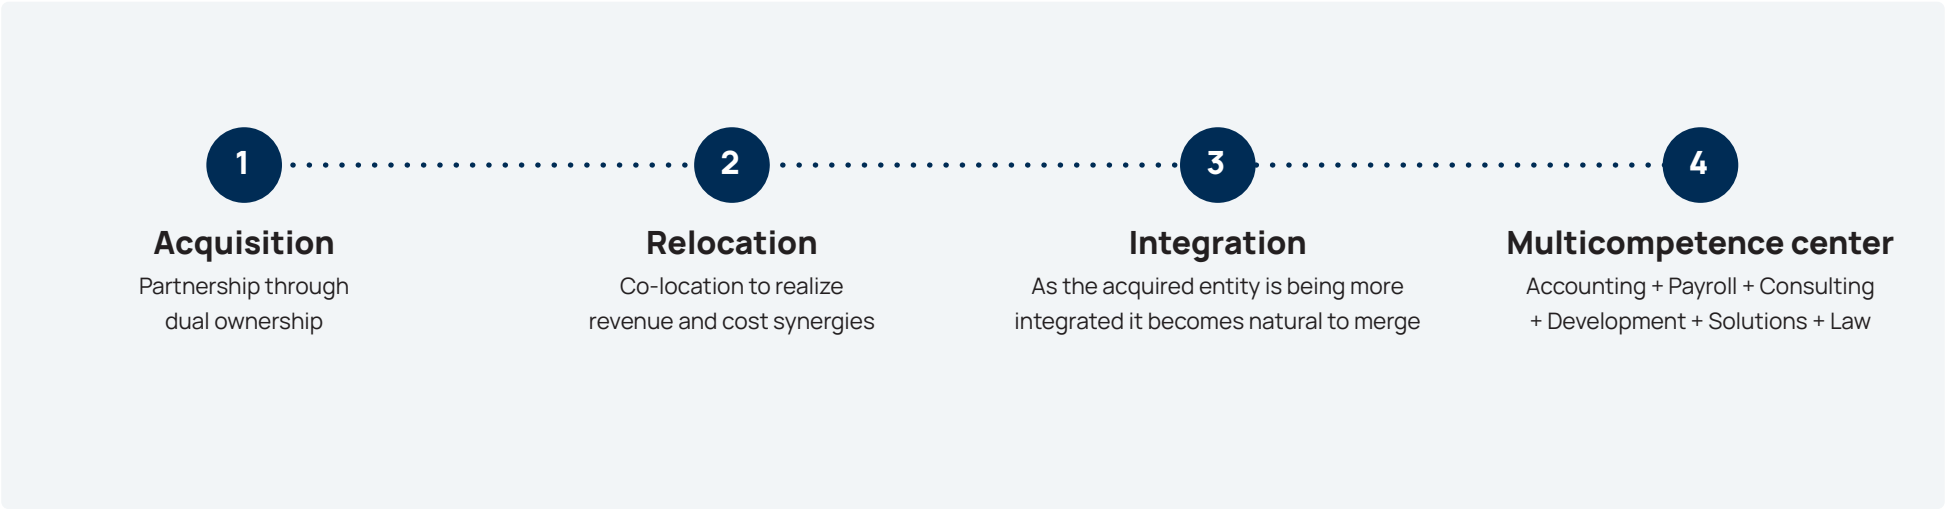 1
Acquisition
Partnership through
dual ownership
2
Relocation
Co-location to realize
revenue and cost synergies
3
Integration
As the acquired entity is being more
integrated it becomes natural to merge
4
Multicompetence center
Accounting + Payroll + Consulting
+ Development + Solutions + Law